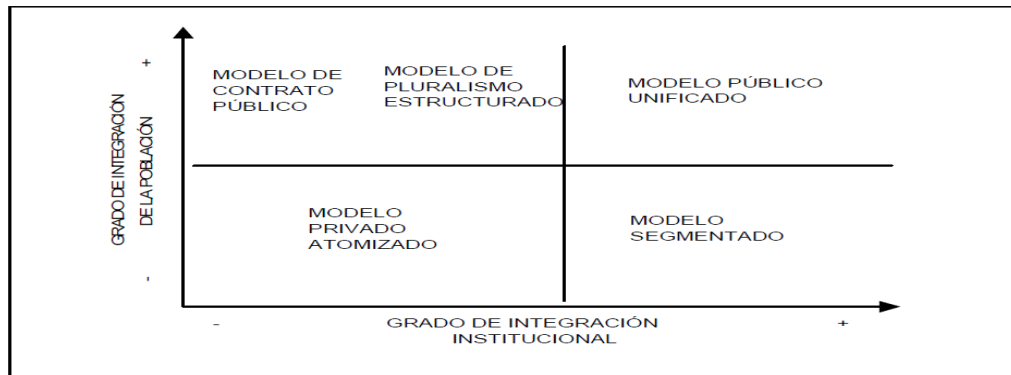 +
GRADO DE INTEGRACIÓN
DE LA POBLACIÓN
-
MODELO DE
CONTRATO
PÚBLICO
MODELO DE
PLURALISMO
ESTRUCTURADO
MODELO PÚBLICO
UNIFICADO
MODELO
PRIVADO
ATOMIZADO
MODELO
SEGMENTADO
-
GRADO DE INTEGRACIÓN
INSTITUCIONAL
+